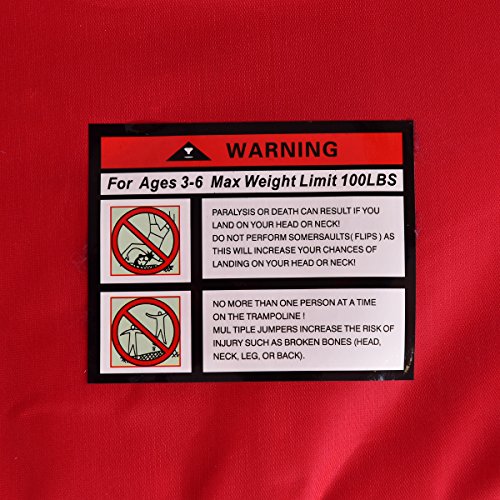 WARNING
For Ages 3-6 Max Weight Limit 100LBS
PARALYSIS OR DEATH CAN RESULT IF YOU
LAND ON YOUR HEAD OR NECK!
DO NOT PERFORM SOMERSAULTS( FLIPS ) AS
THIS WILL INCREASE YOUR CHANCES OF
LANDING ON YOUR HEAD OR NECK!
NO MORE THAN ONE PERSON AT A TIME
ON THE TRAMPOLINE !
MUL TIPLE JUMPERS INCREASE THE RISK OF
INJURY SUCH AS BROKEN BONES (HEAD,
NECK, LEG, OR BACK).